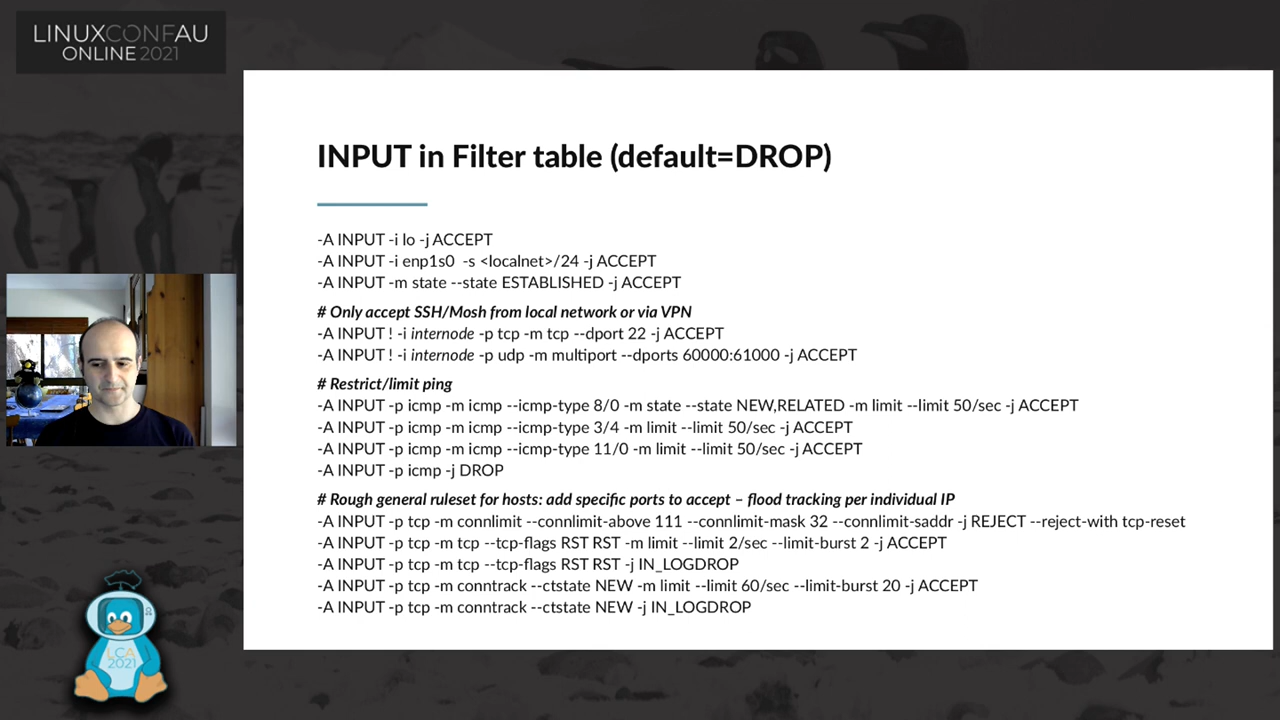 LINUXCONFAU
ONLINE 2021
INPUT in Filter table (default=DROP)
-A INPUT -i lo -j ACCEPT
-A INPUT -i enp1s0  -s <localnet>/24 -j ACCEPT
-A INPUT -m state --state ESTABLISHED -j ACCEPT
# Only accept SSH/Mosh from local network or via VPN
-A INPUT ! -i internode -p tcp -m tcp --dport 22 -j ACCEPT
-A INPUT ! -i internode -p udp -m multiport --dports 60000:61000 -j ACCEPT
# Restrict/limit ping
-A INPUT -p icmp -m icmp --icmp-type 8/0 -m state --state NEW,RELATED -m limit --limit 50/sec -j ACCEPT
-A INPUT -p icmp -m icmp --icmp-type 3/4 -m limit --limit 50/sec -j ACCEPT
-A INPUT -p icmp -m icmp --icmp-type 11/0 -m limit --limit 50/sec -j ACCEPT
-A INPUT -p icmp -j DROP
# Rough general ruleset for hosts: add specific ports to accept – flood tracking per individual IP
-A INPUT -p tcp -m connlimit --connlimit-above 111 --connlimit-mask 32 --connlimit-saddr -j REJECT --reject-with tcp-reset
-A INPUT -p tcp -m tcp --tcp-flags RST RST -m limit --limit 2/sec --limit-burst 2 -j ACCEPT
-A INPUT -p tcp -m tcp --tcp-flags RST RST -j IN_LOGDROP
-A INPUT -p tcp -m conntrack --ctstate NEW -m limit --limit 60/sec --limit-burst 20 -j ACCEPT
-A INPUT -p tcp -m conntrack --ctstate NEW -j IN_LOGDROP
LCA
2021